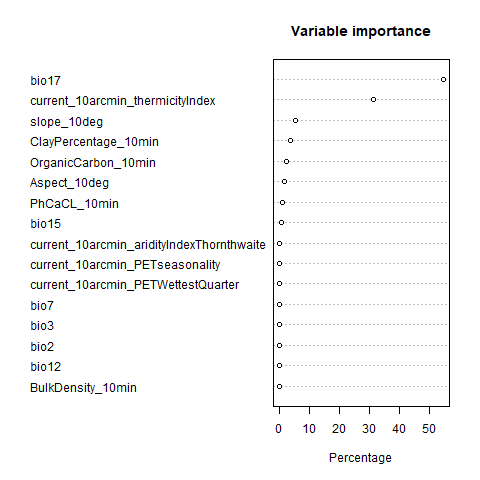 Variable importance
bio17
current_10arcmin_thermicityIndex
slope_10deg
ClayPercentage_10min
OrganicCarbon_10min
Aspect_10deg
PhCaCL_10min
bio15
current_10arcmin_aridityIndexThornthwaite
current_10arcmin_PETseasonality
current_10arcmin_PETWettestQuarter
bio7
bio3
bio2
bio12
BulkDensity_10min
0 10 20 30 40 50
Percentage